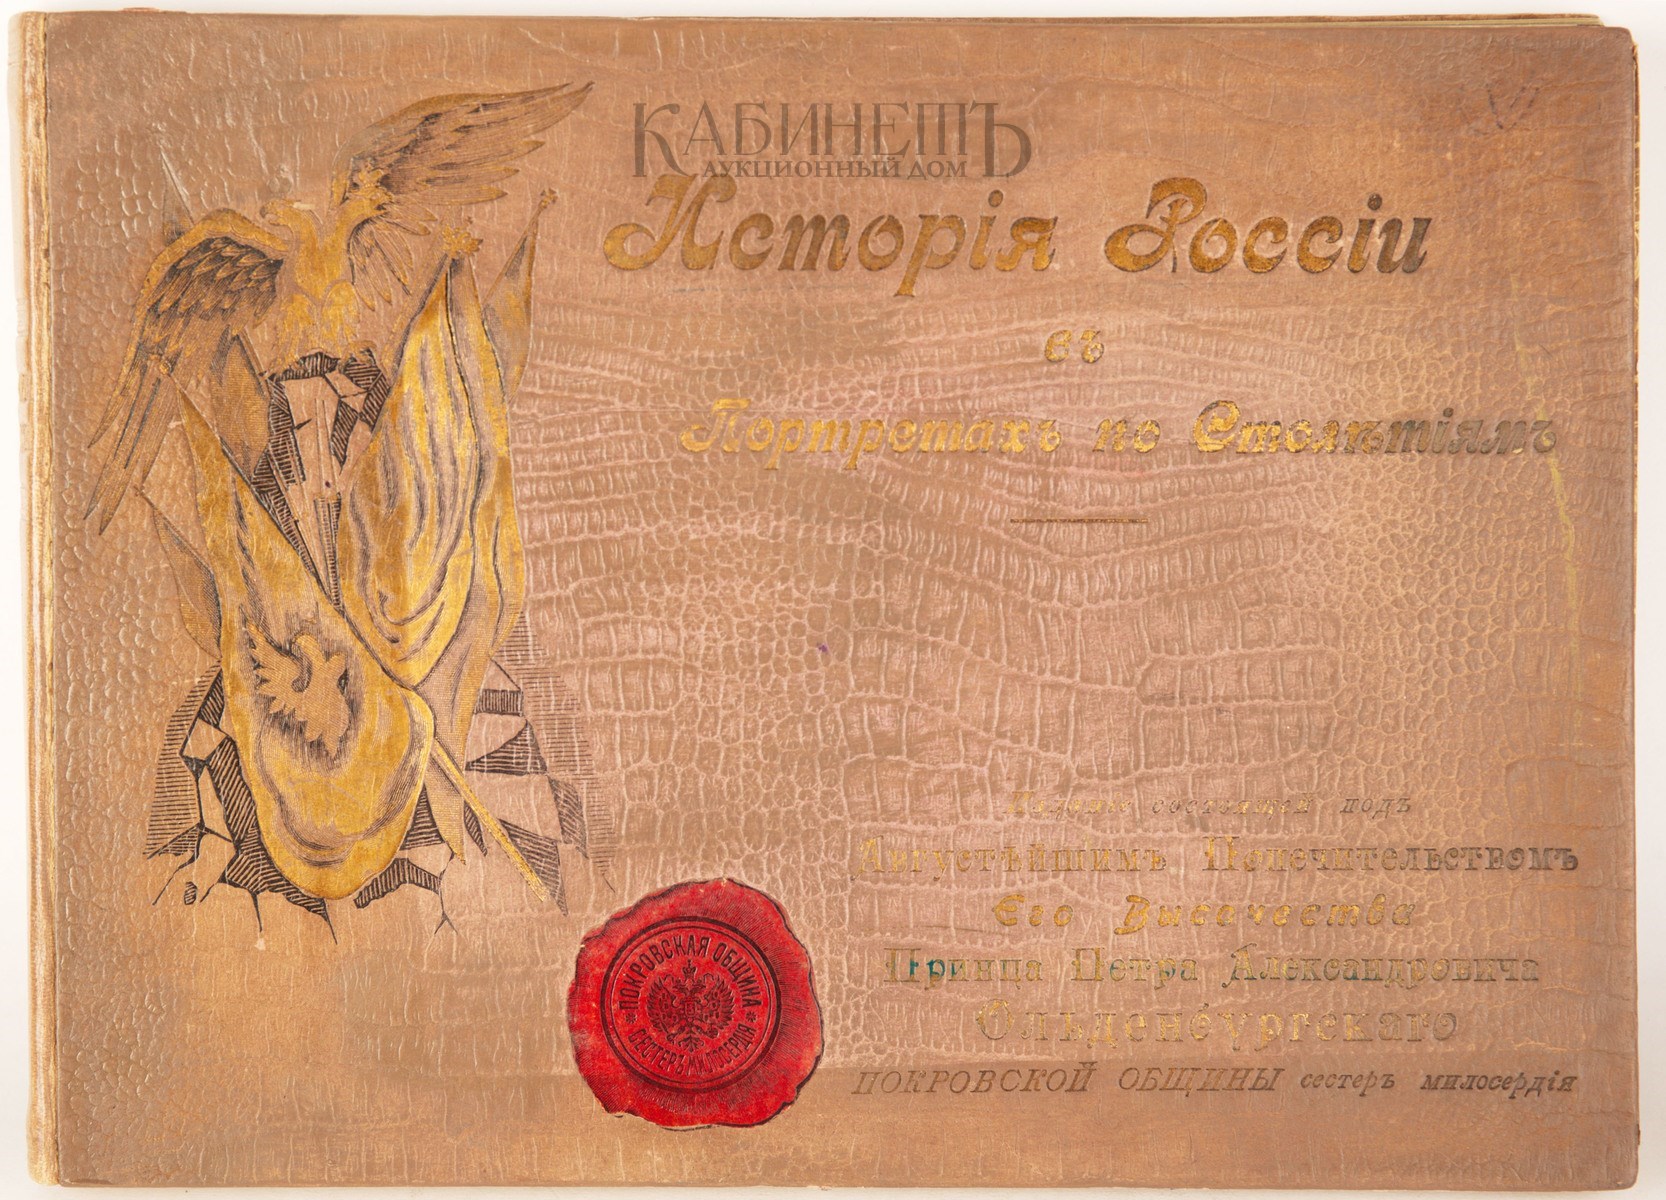 КАБИНЕТЪ
АУКЦИОННЫЙ ДОМ
Исторія Россіи
въ
Портретахъ по Столѣтіямъ
Изданіе состоящей подъ
Августѣйшимъ Попечительствомъ
Его Высочества
Принца Петра Александровича
Ольденбургскаго
ПОКРОВСКОЙ ОБЩИНЫ сестеръ милосердія
ПОКРОВСКАЯ ОБЩИНА
СЕСТЕРЪ МИЛОСЕРДІЯ